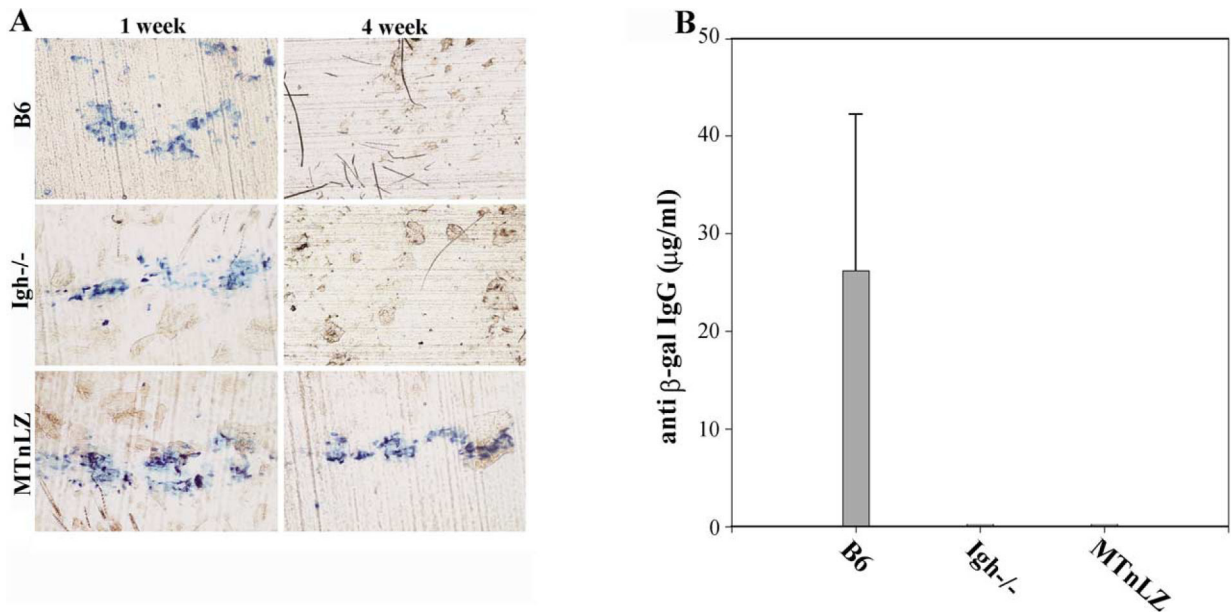 A
1 week 4 week
B6
Igh-/-
MTnLZ
B
anti β-gal IgG (µg/ml)
50
40
30
20
10
0
B6
Igh-/-
MTnLZ